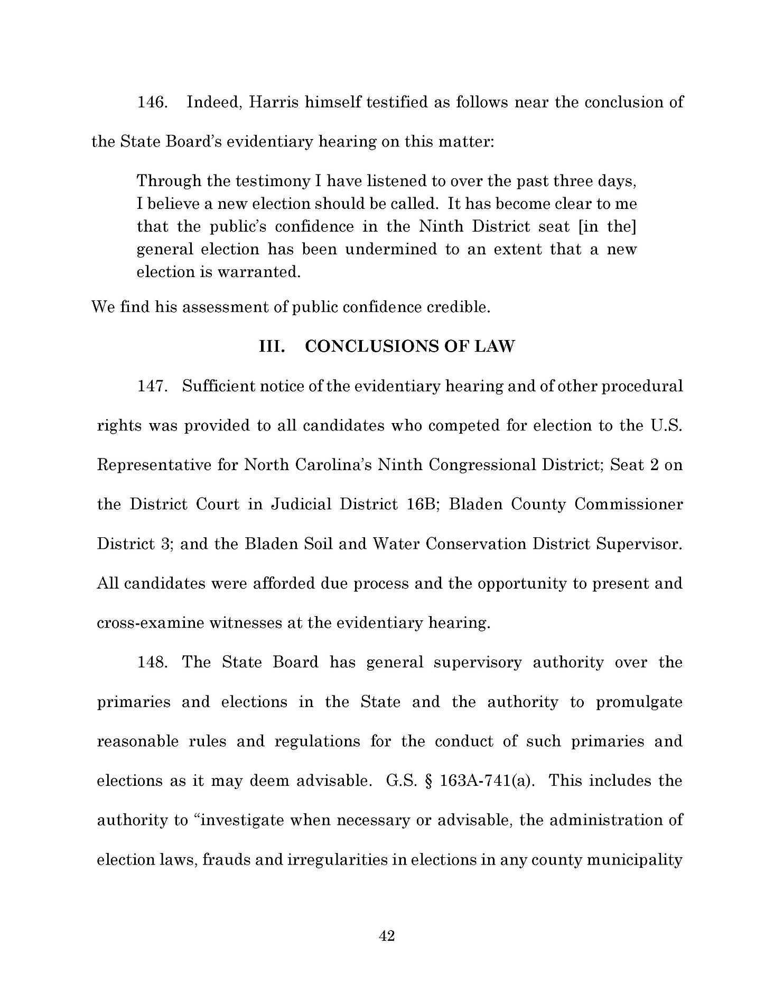 146. Indeed, Harris himself testified as follows near the conclusion of
the State Board's evidentiary hearing on this matter:
Through the testimony I have listened to over the past three days,
I believe a new election should be called. It has become clear to me
that the public's confidence in the Ninth District seat [in the]
general election has been undermined to an extent that a new
election is warranted.
We find his assessment of public confidence credible.
III. CONCLUSIONS OF LAW
147. Sufficient notice of the evidentiary hearing and of other procedural
rights was provided to all candidates who competed for election to the U.S.
Representative for North Carolina's Ninth Congressional District; Seat 2 on
the District Court in Judicial District 16B; Bladen County Commissioner
District 3; and the Bladen Soil and Water Conservation District Supervisor.
All candidates were afforded due process and the opportunity to present and
cross-examine witnesses at the evidentiary hearing.
148. The State Board has general supervisory authority over the
primaries and elections in the State and the authority to promulgate
reasonable rules and regulations for the conduct of such primaries and
elections as it may deem advisable. G.S. § 163A-741(a). This includes the
authority to “investigate when necessary or advisable, the administration of
election laws, frauds and irregularities in elections in any county municipality
42